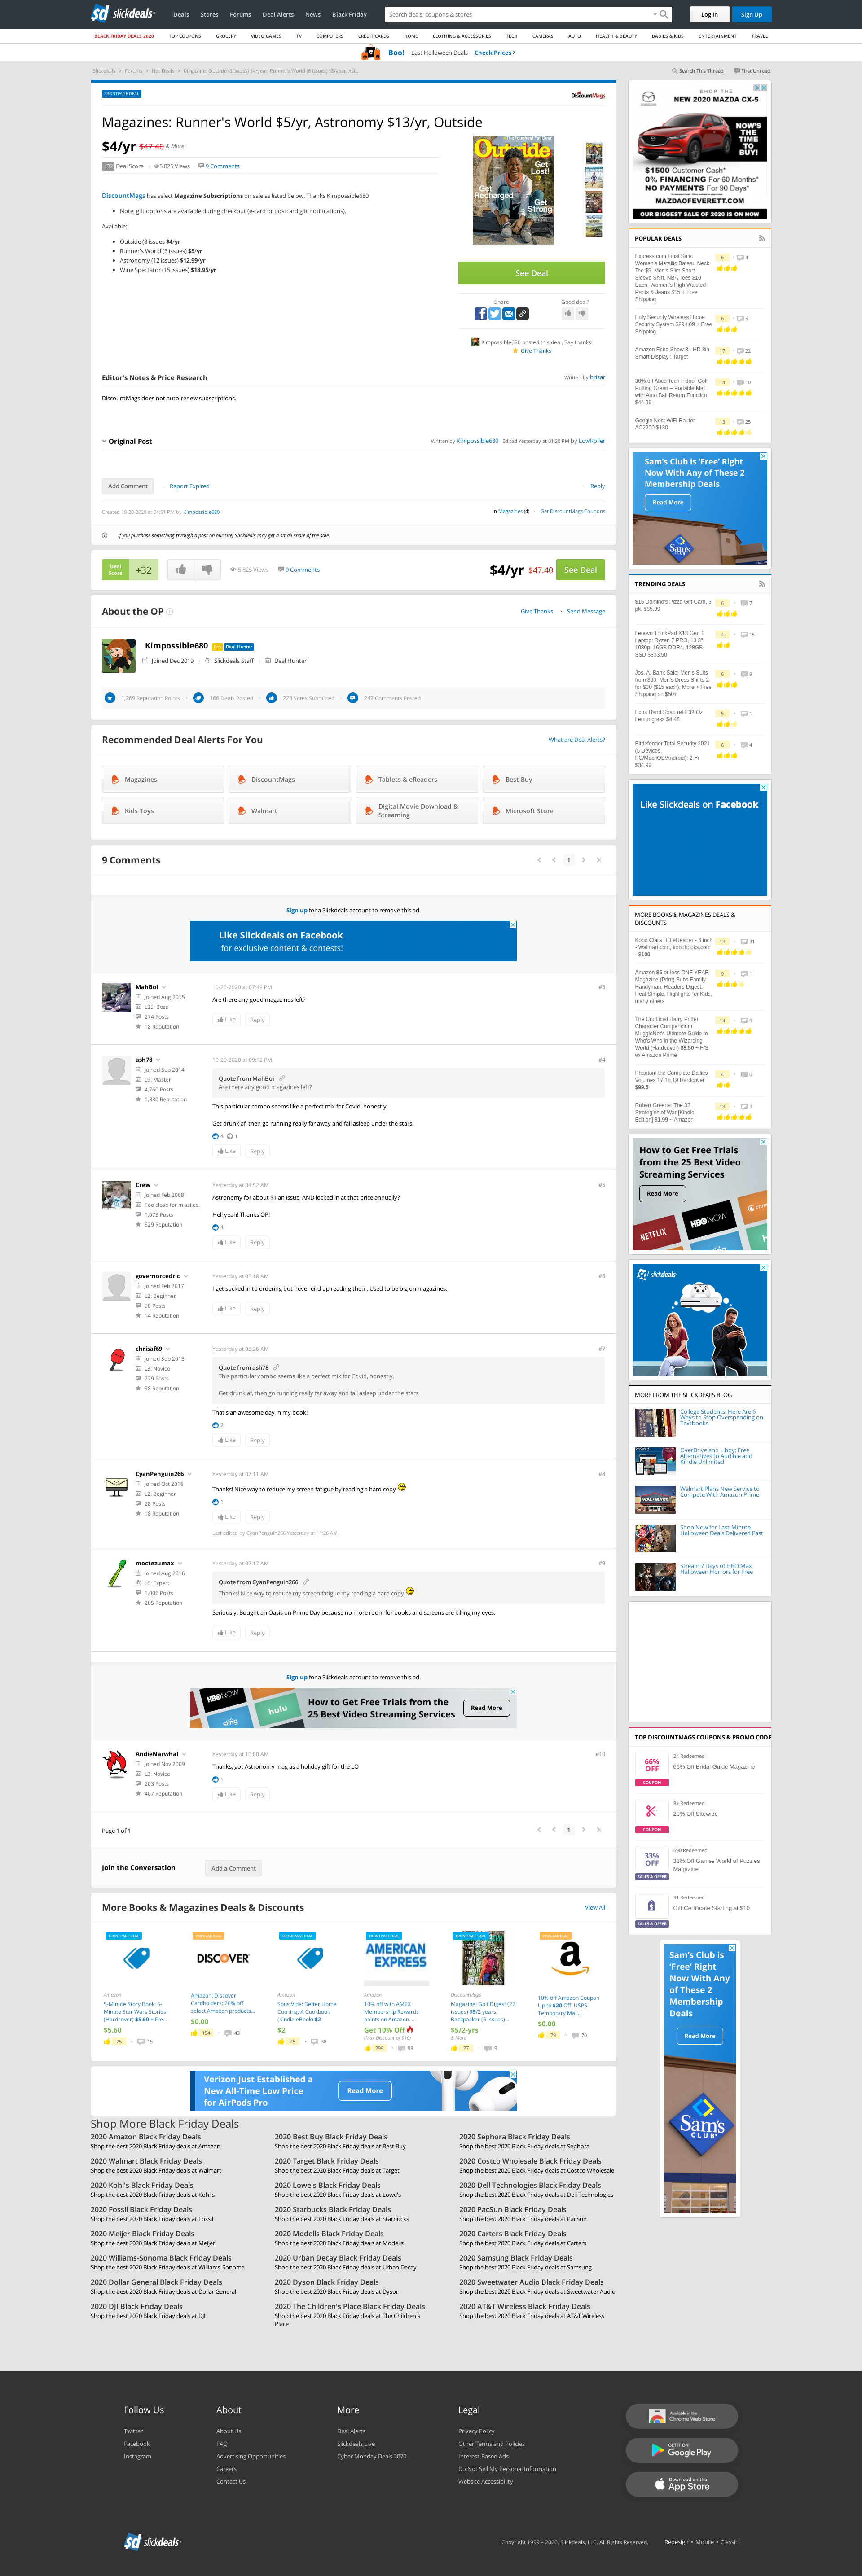 slickdeals
Deals
Stores
Forums
Deal Alerts
News
Black Friday
Search deals, coupons & stores
Log In
Sign Up
BLACK FRIDAY DEALS 2020
TOP COUPONS
GROCERY
VIDEO GAMES
TV
COMPUTERS
CREDIT CARDS
HOME
CLOTHING & ACCESSORIES
TECH
CAMERAS
AUTO
HEALTH & BEAUTY
BABIES & KIDS
ENTERTAINMENT
TRAVEL
Boo! Last Halloween Deals Check Prices
Slickdeals > Forums > Hot Deals > Magazine: Outside (8 issues) $4/year, Runner's World (6 issues) $5/year, Ast...
Search This Thread
First Unread
FRONTPAGE DEAL
DiscountMags
Magazines: Runner's World $5/yr, Astronomy $13/yr, Outside
$4/yr $47.40 & More
+32 Deal Score
5,825 Views
9 Comments
DiscountMags has select Magazine Subscriptions on sale as listed below. Thanks Kimpossible680
Note, gift options are available during checkout (e-card or postcard gift notifications).
Available:
Outside (8 issues $4/yr
Runner's World (6 issues) $5/yr
Astronomy (12 issues) $12.99/yr
Wine Spectator (15 issues) $18.95/yr
Outside
Get Lost!
17
Get Recharged
Get Strong
See Deal
Share
Good deal?
Kimpossible680 posted this deal. Say thanks!
Give Thanks
Editor's Notes & Price Research
Written by brisar
DiscountMags does not auto-renew subscriptions.
Original Post
Written by Kimpossible680 Edited Yesterday at 01:20 PM by LowRoller
Add Comment
Report Expired
Reply
Created 10-20-2020 at 04:51 PM by Kimpossible680
in Magazines (4)
Get DiscountMags Coupons
If you purchase something through a post on our site, Slickdeals may get a small share of the sale.
Deal Score +32
5,825 Views
9 Comments
$4/yr $47.40 See Deal
About the OP
Give Thanks
Send Message
Kimpossible680 Pro Deal Hunter
Joined Dec 2019
Slickdeals Staff
Deal Hunter
1,269 Reputation Points
166 Deals Posted
223 Votes Submitted
242 Comments Posted
Recommended Deal Alerts For You
What are Deal Alerts?
Magazines
DiscountMags
Tablets & eReaders
Best Buy
Kids Toys
Walmart
Digital Movie Download & Streaming
Microsoft Store
9 Comments
1
Sign up for a Slickdeals account to remove this ad.
Like Slickdeals on Facebook
for exclusive content & contests!
MahBoi
Joined Aug 2015
L35: Boss
274 Posts
18 Reputation
10-20-2020 at 07:49 PM
#3
Are there any good magazines left?
Like
Reply
ash78
Joined Sep 2014
L9: Master
4,760 Posts
1,830 Reputation
10-20-2020 at 09:12 PM
#4
Quote from MahBoi
Are there any good magazines left?
This particular combo seems like a perfect mix for Covid, honestly.
Get drunk af, then go running really far away and fall asleep under the stars.
4
1
Like
Reply
Crew
Joined Feb 2008
Too close for missiles.
1,073 Posts
629 Reputation
Yesterday at 04:52 AM
#5
Astronomy for about $1 an issue, AND locked in at that price annually?
Hell yeah! Thanks OP!
4
Like
Reply
governorcedric
Joined Feb 2017
L2: Beginner
90 Posts
14 Reputation
Yesterday at 05:18 AM
#6
I get sucked in to ordering but never end up reading them. Used to be big on magazines.
Like
Reply
chrisaf69
Joined Sep 2013
L3: Novice
279 Posts
58 Reputation
Yesterday at 05:26 AM
#7
Quote from ash78
This particular combo seems like a perfect mix for Covid, honestly.
Get drunk af, then go running really far away and fall asleep under the stars.
That's an awesome day in my book!
2
Like
Reply
CyanPenguin266
Joined Oct 2018
L2: Beginner
28 Posts
18 Reputation
Yesterday at 07:11 AM
#8
Thanks! Nice way to reduce my screen fatigue by reading a hard copy
1
Like
Reply
Last edited by CyanPenguin266 Yesterday at 11:26 AM.
moctezumax
Joined Aug 2016
L6: Expert
1,006 Posts
205 Reputation
Yesterday at 07:17 AM
#9
Quote from CyanPenguin266
Thanks! Nice way to reduce my screen fatigue my reading a hard copy
Seriously. Bought an Oasis on Prime Day because no more room for books and screens are killing my eyes.
Like
Reply
Sign up for a Slickdeals account to remove this ad.
HBO NOW
sling
hulu
How to Get Free Trials from the
25 Best Video Streaming Services
Read More
AndieNarwhal
Joined Nov 2009
L3: Novice
203 Posts
407 Reputation
Yesterday at 10:00 AM
#10
Thanks, got Astronomy mag as a holiday gift for the LO
1
Like
Reply
Page 1 of 1
1
Join the Conversation
Add a Comment
More Books & Magazines Deals & Discounts
View All
FRONTPAGE DEAL
Amazon
5-Minute Story Book: 5-Minute Star Wars Stories (Hardcover) $5.60 + Fre...
$5.60
75
15
POPULAR DEAL
DISCOVER
Amazon: Discover Cardholders: 20% off select Amazon products...
$0.00
154
43
FRONTPAGE DEAL
Amazon
Sous Vide: Better Home Cooking: A Cookbook (Kindle eBook) $2
$2
45
38
FRONTPAGE DEAL
AMERICAN EXPRESS
Amazon
10% off with AMEX Membership Rewards points on Amazon....
Get 10% Off
(Max Discount of $10)
299
98
FRONTPAGE DEAL
DiscountMags
Magazine: Golf Digest (22 issues) $5/2 years, Backpacker (6 issues)...
$5/2-yrs
& More
27
9
POPULAR DEAL
10% off Amazon Coupon Up to $20 Off! USPS Temporary Mail...
$0.00
79
70
Verizon Just Established a
New All-Time Low Price
for AirPods Pro
Read More
Shop More Black Friday Deals
2020 Amazon Black Friday Deals
Shop the best 2020 Black Friday deals at Amazon
2020 Best Buy Black Friday Deals
Shop the best 2020 Black Friday deals at Best Buy
2020 Sephora Black Friday Deals
Shop the best 2020 Black Friday deals at Sephora
2020 Walmart Black Friday Deals
Shop the best 2020 Black Friday deals at Walmart
2020 Target Black Friday Deals
Shop the best 2020 Black Friday deals at Target
2020 Costco Wholesale Black Friday Deals
Shop the best 2020 Black Friday deals at Costco Wholesale
2020 Kohl's Black Friday Deals
Shop the best 2020 Black Friday deals at Kohl's
2020 Lowe's Black Friday Deals
Shop the best 2020 Black Friday deals at Lowe's
2020 Dell Technologies Black Friday Deals
Shop the best 2020 Black Friday deals at Dell Technologies
2020 Fossil Black Friday Deals
Shop the best 2020 Black Friday deals at Fossil
2020 Starbucks Black Friday Deals
Shop the best 2020 Black Friday deals at Starbucks
2020 PacSun Black Friday Deals
Shop the best 2020 Black Friday deals at PacSun
2020 Meijer Black Friday Deals
Shop the best 2020 Black Friday deals at Meijer
2020 Modells Black Friday Deals
Shop the best 2020 Black Friday deals at Modells
2020 Carters Black Friday Deals
Shop the best 2020 Black Friday deals at Carters
2020 Williams-Sonoma Black Friday Deals
Shop the best 2020 Black Friday deals at Williams-Sonoma
2020 Urban Decay Black Friday Deals
Shop the best 2020 Black Friday deals at Urban Decay
2020 Samsung Black Friday Deals
Shop the best 2020 Black Friday deals at Samsung
2020 Dollar General Black Friday Deals
Shop the best 2020 Black Friday deals at Dollar General
2020 Dyson Black Friday Deals
Shop the best 2020 Black Friday deals at Dyson
2020 Sweetwater Audio Black Friday Deals
Shop the best 2020 Black Friday deals at Sweetwater Audio
2020 DJI Black Friday Deals
Shop the best 2020 Black Friday deals at DJI
2020 The Children's Place Black Friday Deals
Shop the best 2020 Black Friday deals at The Children's Place
2020 AT&T Wireless Black Friday Deals
Shop the best 2020 Black Friday deals at AT&T Wireless
SHOP THE
NEW 2020 MAZDA CX-5
NOW'S THE TIME TO BUY!
$1500 Customer Cash*
0% FINANCING For 60 Months*
NO PAYMENTS For 90 Days*
MAZDAOFEVERETT.COM
OUR BIGGEST SALE OF 2020 IS ON NOW
POPULAR DEALS
Express.com Final Sale: Women's Metallic Bateau Neck Tee $5, Men's Slim Short Sleeve Shirt, NBA Tees $10 Each, Women's High Waisted Pants & Jeans $15 + Free Shipping
6
4
Eufy Security Wireless Home Security System $294.09 + Free Shipping
6
5
Amazon Echo Show 8 - HD 8in Smart Display : Target
17
22
30% off Abco Tech Indoor Golf Putting Green – Portable Mat with Auto Ball Return Function $44.99
14
10
Google Nest WiFi Router AC2200 $130
13
25
Sam's Club is 'Free' Right
Now With Any of These 2
Membership Deals
Read More
Sam's
TRENDING DEALS
$15 Domino's Pizza Gift Card, 3 pk. $35.99
6
7
Lenovo ThinkPad X13 Gen 1 Laptop: Ryzen 7 PRO, 13.3" 1080p, 16GB DDR4, 128GB SSD $633.50
4
15
Jos. A. Bank Sale: Men's Suits from $60, Men's Dress Shirts 2 for $30 ($15 each), More + Free Shipping on $50+
6
9
Ecos Hand Soap refill 32 Oz Lemongrass $4.48
5
1
Bitdefender Total Security 2021 (5 Devices, PC/Mac/iOS/Android): 2-Yr $34.99
6
4
Like Slickdeals on Facebook
MORE BOOKS & MAGAZINES DEALS & DISCOUNTS
Kobo Clara HD eReader - 6 inch - Walmart.com, kobobooks.com - $100
13
31
Amazon $5 or less ONE YEAR Magazine (Print) Subs Family Handyman, Readers Digest, Real Simple, Highlights for Kids, many others
9
1
The Unofficial Harry Potter Character Compendium: MuggleNet's Ultimate Guide to Who's Who in the Wizarding World (Hardcover) $8.50 + F/S w/ Amazon Prime
14
9
Phantom the Complete Dailies Volumes 17,18,19 Hardcover $99.5
4
0
Robert Greene: The 33 Strategies of War [Kindle Edition] $1.99 ~ Amazon
18
3
How to Get Free Trials
from the 25 Best Video
Streaming Services
Read More
NETFLIX
HBO NOW
hulu
slickdeals
MORE FROM THE SLICKDEALS BLOG
College Students: Here Are 6 Ways to Stop Overspending on Textbooks
OverDrive and Libby: Free Alternatives to Audible and Kindle Unlimited
Walmart Plans New Service to Compete With Amazon Prime
Shop Now for Last-Minute Halloween Deals Delivered Fast
Stream 7 Days of HBO Max Halloween Horrors for Free
TOP DISCOUNTMAGS COUPONS & PROMO CODE
66% OFF
COUPON
24 Redeemed
66% Off Bridal Guide Magazine
COUPON
86 Redeemed
20% Off Sitewide
33% OFF
SALES & OFFER
690 Redeemed
33% Off Games World of Puzzles Magazine
SALES & OFFER
91 Redeemed
Gift Certificate Starting at $10
Sam's Club is
'Free' Right
Now With Any
of These 2
Membership
Deals
Read More
Sam's
CLUB
Follow Us
Twitter
Facebook
Instagram
About
About Us
FAQ
Advertising Opportunities
Careers
Contact Us
More
Deal Alerts
Slickdeals Live
Cyber Monday Deals 2020
Legal
Privacy Policy
Other Terms and Policies
Interest-Based Ads
Do Not Sell My Personal Information
Website Accessibility
Available in the
Chrome Web Store
GET IT ON
Google Play
Download on the
App Store
slickdeals
Copyright 1999 – 2020. Slickdeals, LLC. All Rights Reserved.
Redesign • Mobile • Classic